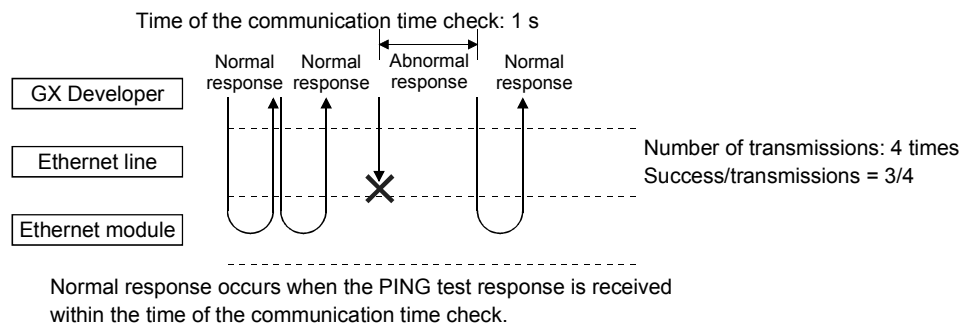 Time of the communication time check: 1 s
Normal response
Normal response
Abnormal response
Normal response
GX Developer
Ethernet line
Ethernet module
Number of transmissions: 4 times
Success/transmissions = 3/4
Normal response occurs when the PING test response is received
within the time of the communication time check.